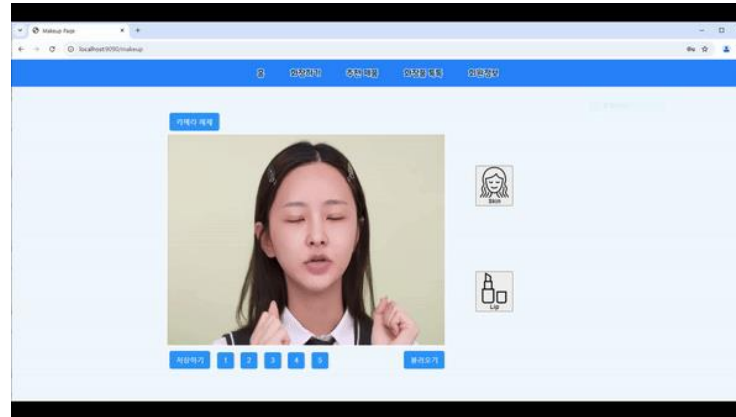 Makeup Page
localhost:9090/makeup
홈 화장하기 추천 제품 화장품 목록 회원정보
카메라 해제
Skin
Lip
저장하기 1 2 3 4 5 불러오기